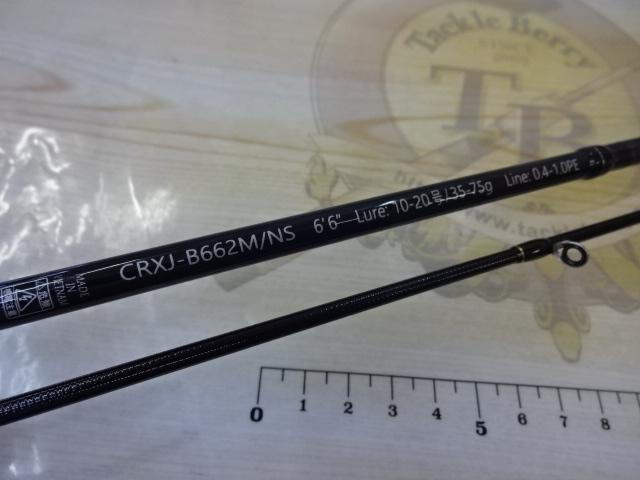 Tackle Berry
TB
CRXJ-B662M/NS 6'6" Lure: 10-20号/35-75g Line: 0.4-1.0PE
MADE
IN
VIETNAM
0 1 2 3 4 5 6 7 8